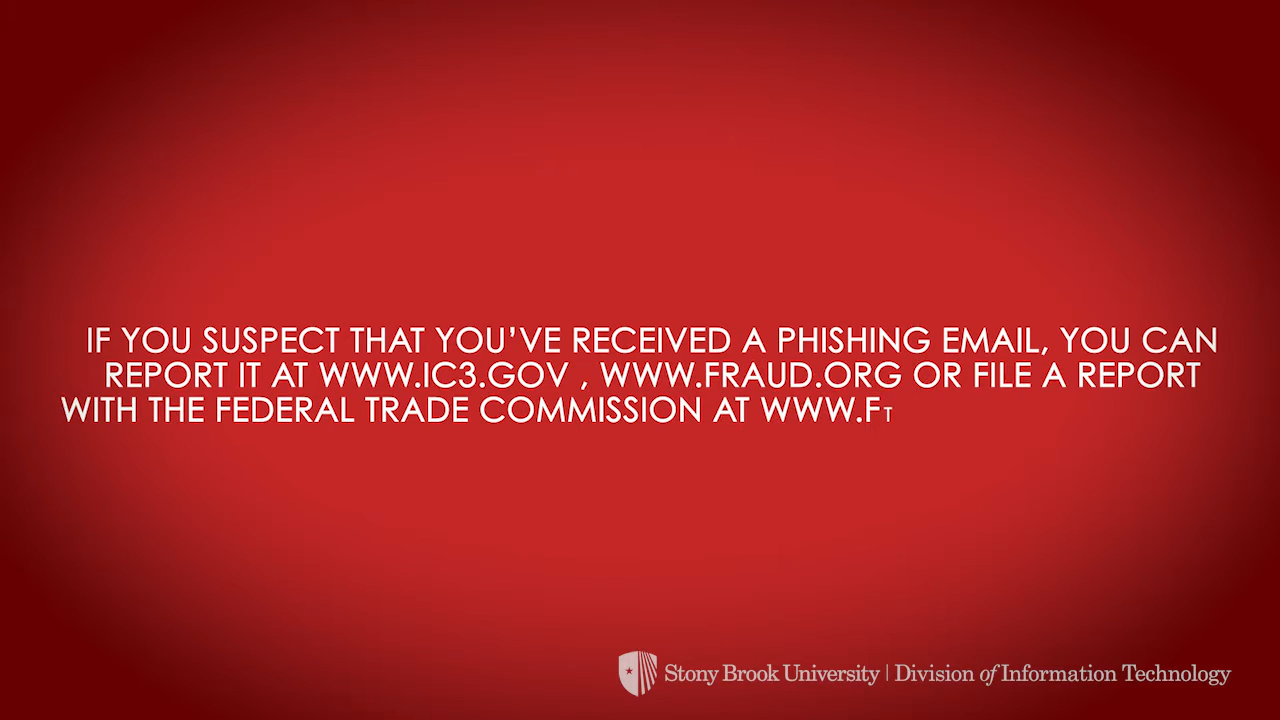 IF YOU SUSPECT THAT YOU’VE RECEIVED A PHISHING EMAIL, YOU CAN
REPORT IT AT WWW.IC3.GOV , WWW.FRAUD.ORG OR FILE A REPORT
WITH THE FEDERAL TRADE COMMISSION AT WWW.FT
Stony Brook University | Division of Information Technology